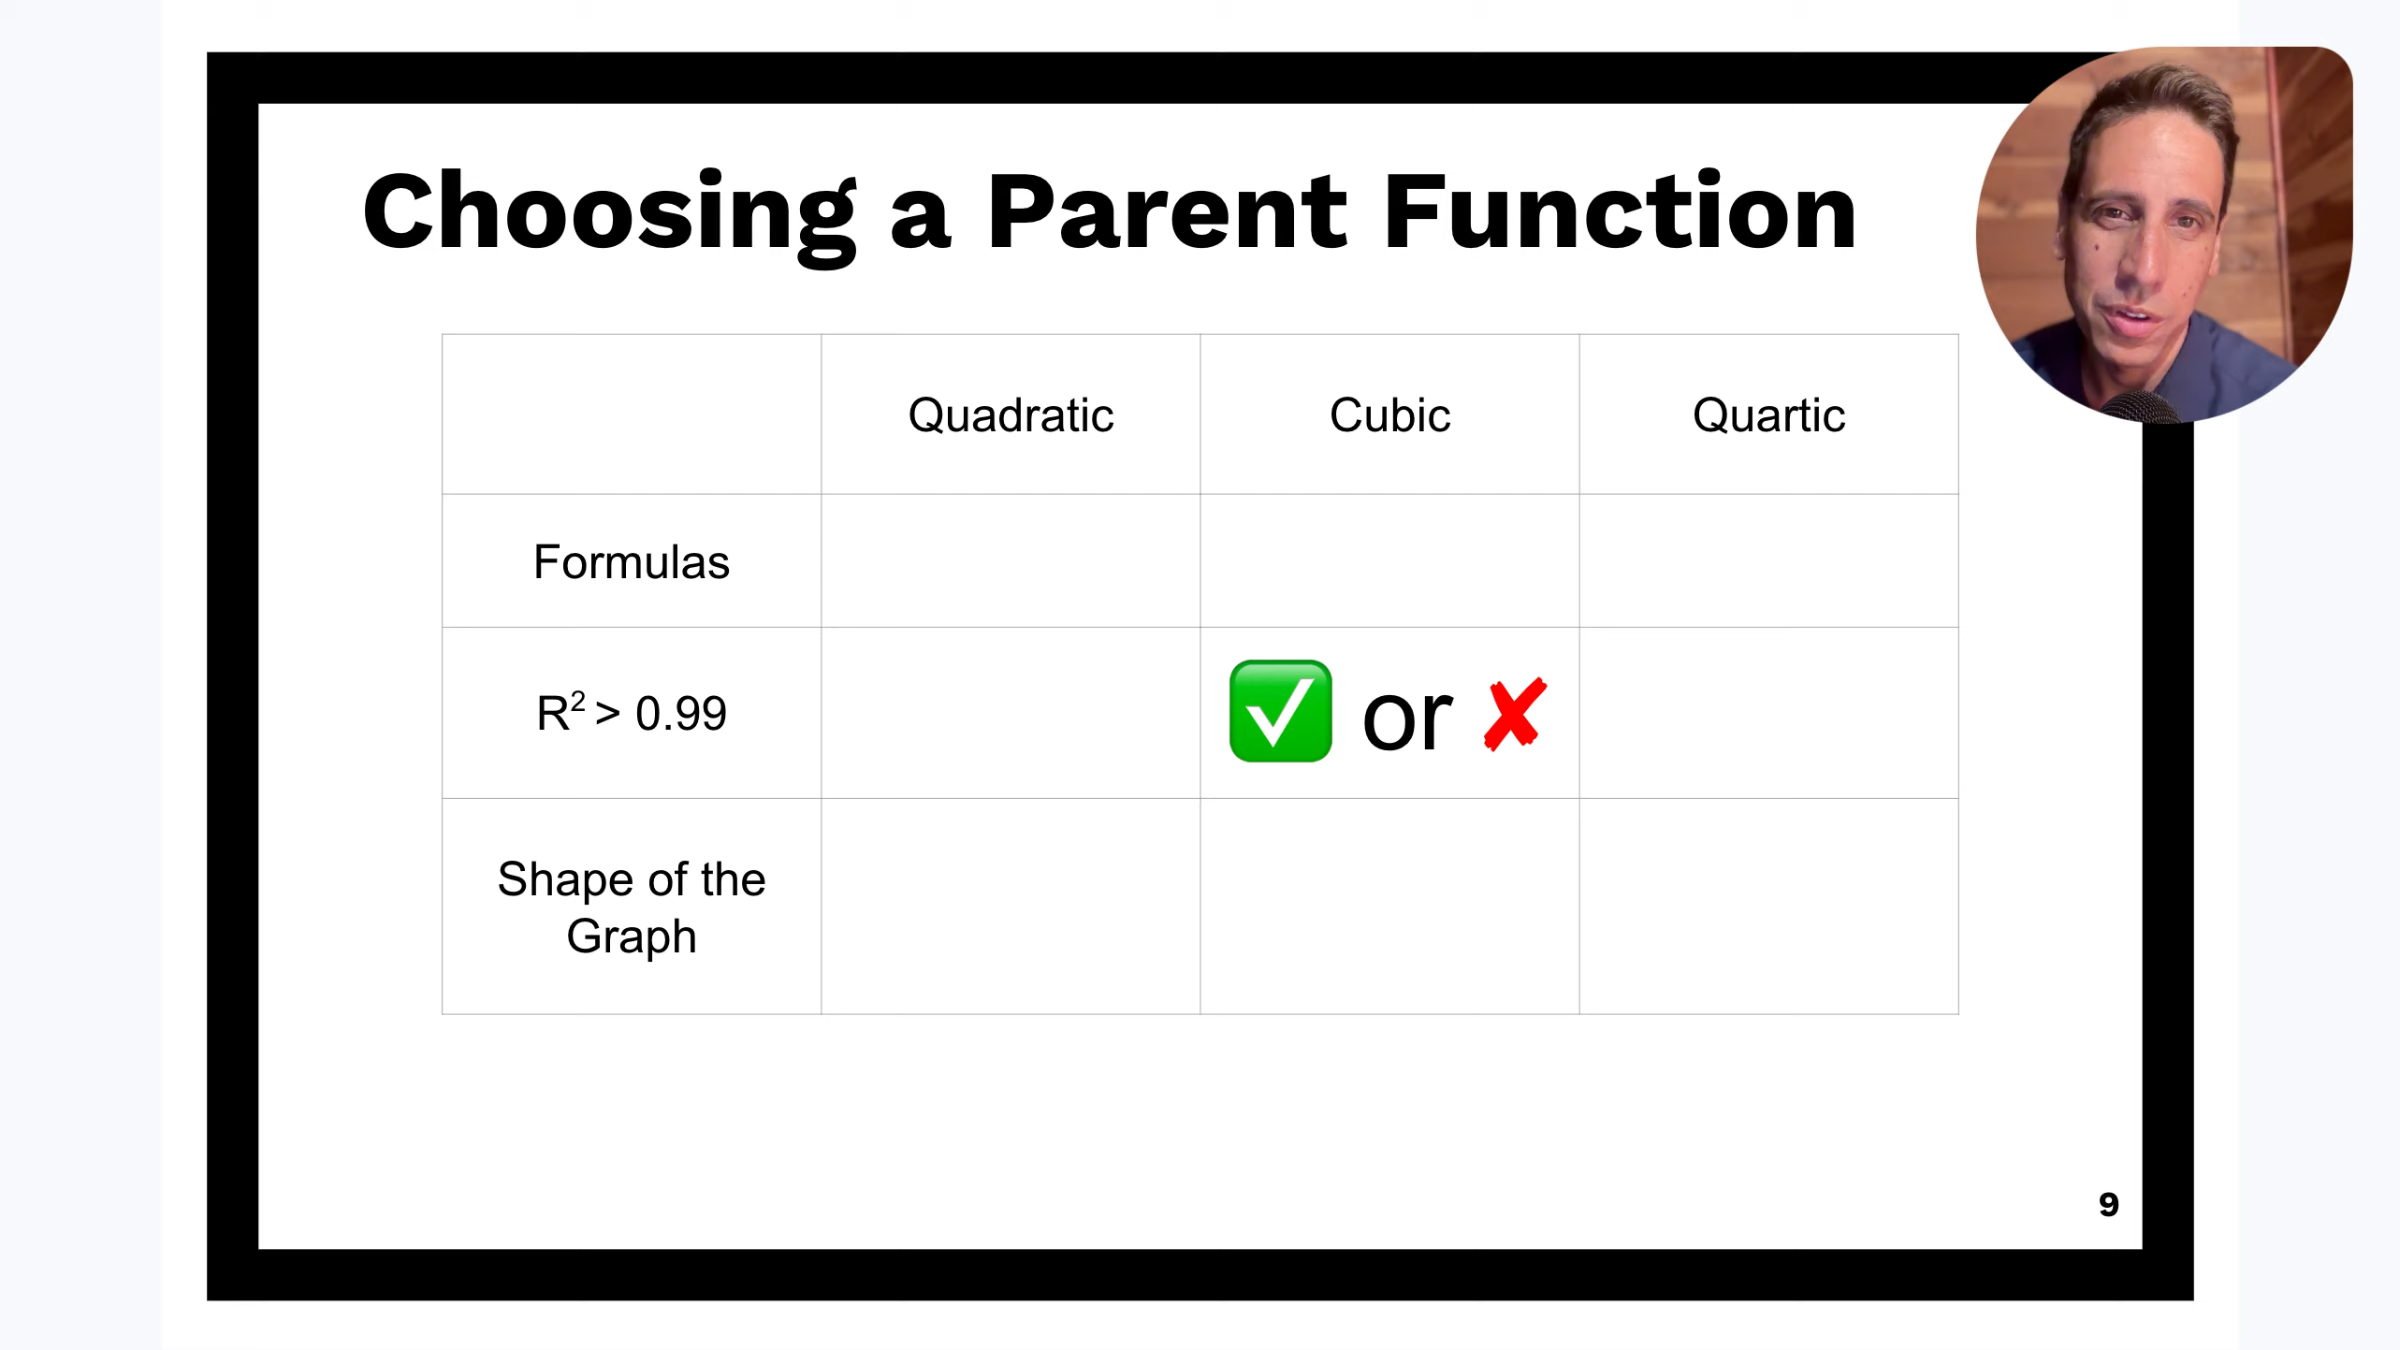 Choosing a Parent Function
Quadratic Cubic Quartic
Formulas
R² > 0.99 ✅ or ✘
Shape of the
Graph
9